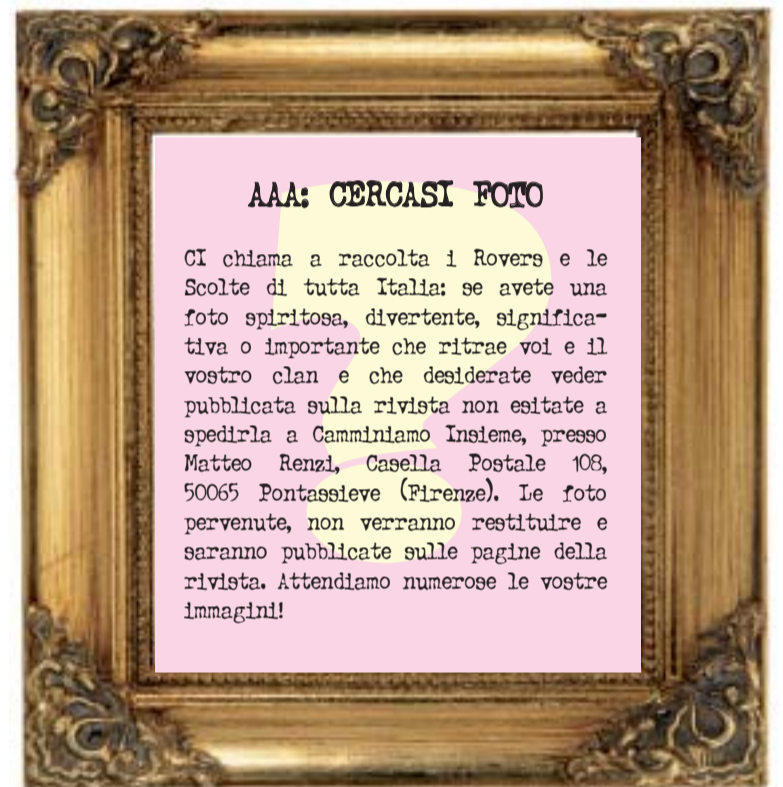 AAA: CERCASI FOTO
CI chiama a raccolta i Rovers e le
Scolte di tutta Italia: se avete una
foto spiritosa, divertente, significa-
tiva o importante che ritrae voi e il
vostro clan e che desiderate veder
pubblicata sulla rivista non esitate a
spedirla a Camminiamo Insieme, presso
Matteo Renzi, Casella Postale 108,
50065 Pontassieve (Firenze). Le foto
pervenute, non verranno restituire e
saranno pubblicate sulle pagine della
rivista. Attendiamo numerose le vostre
immagini!